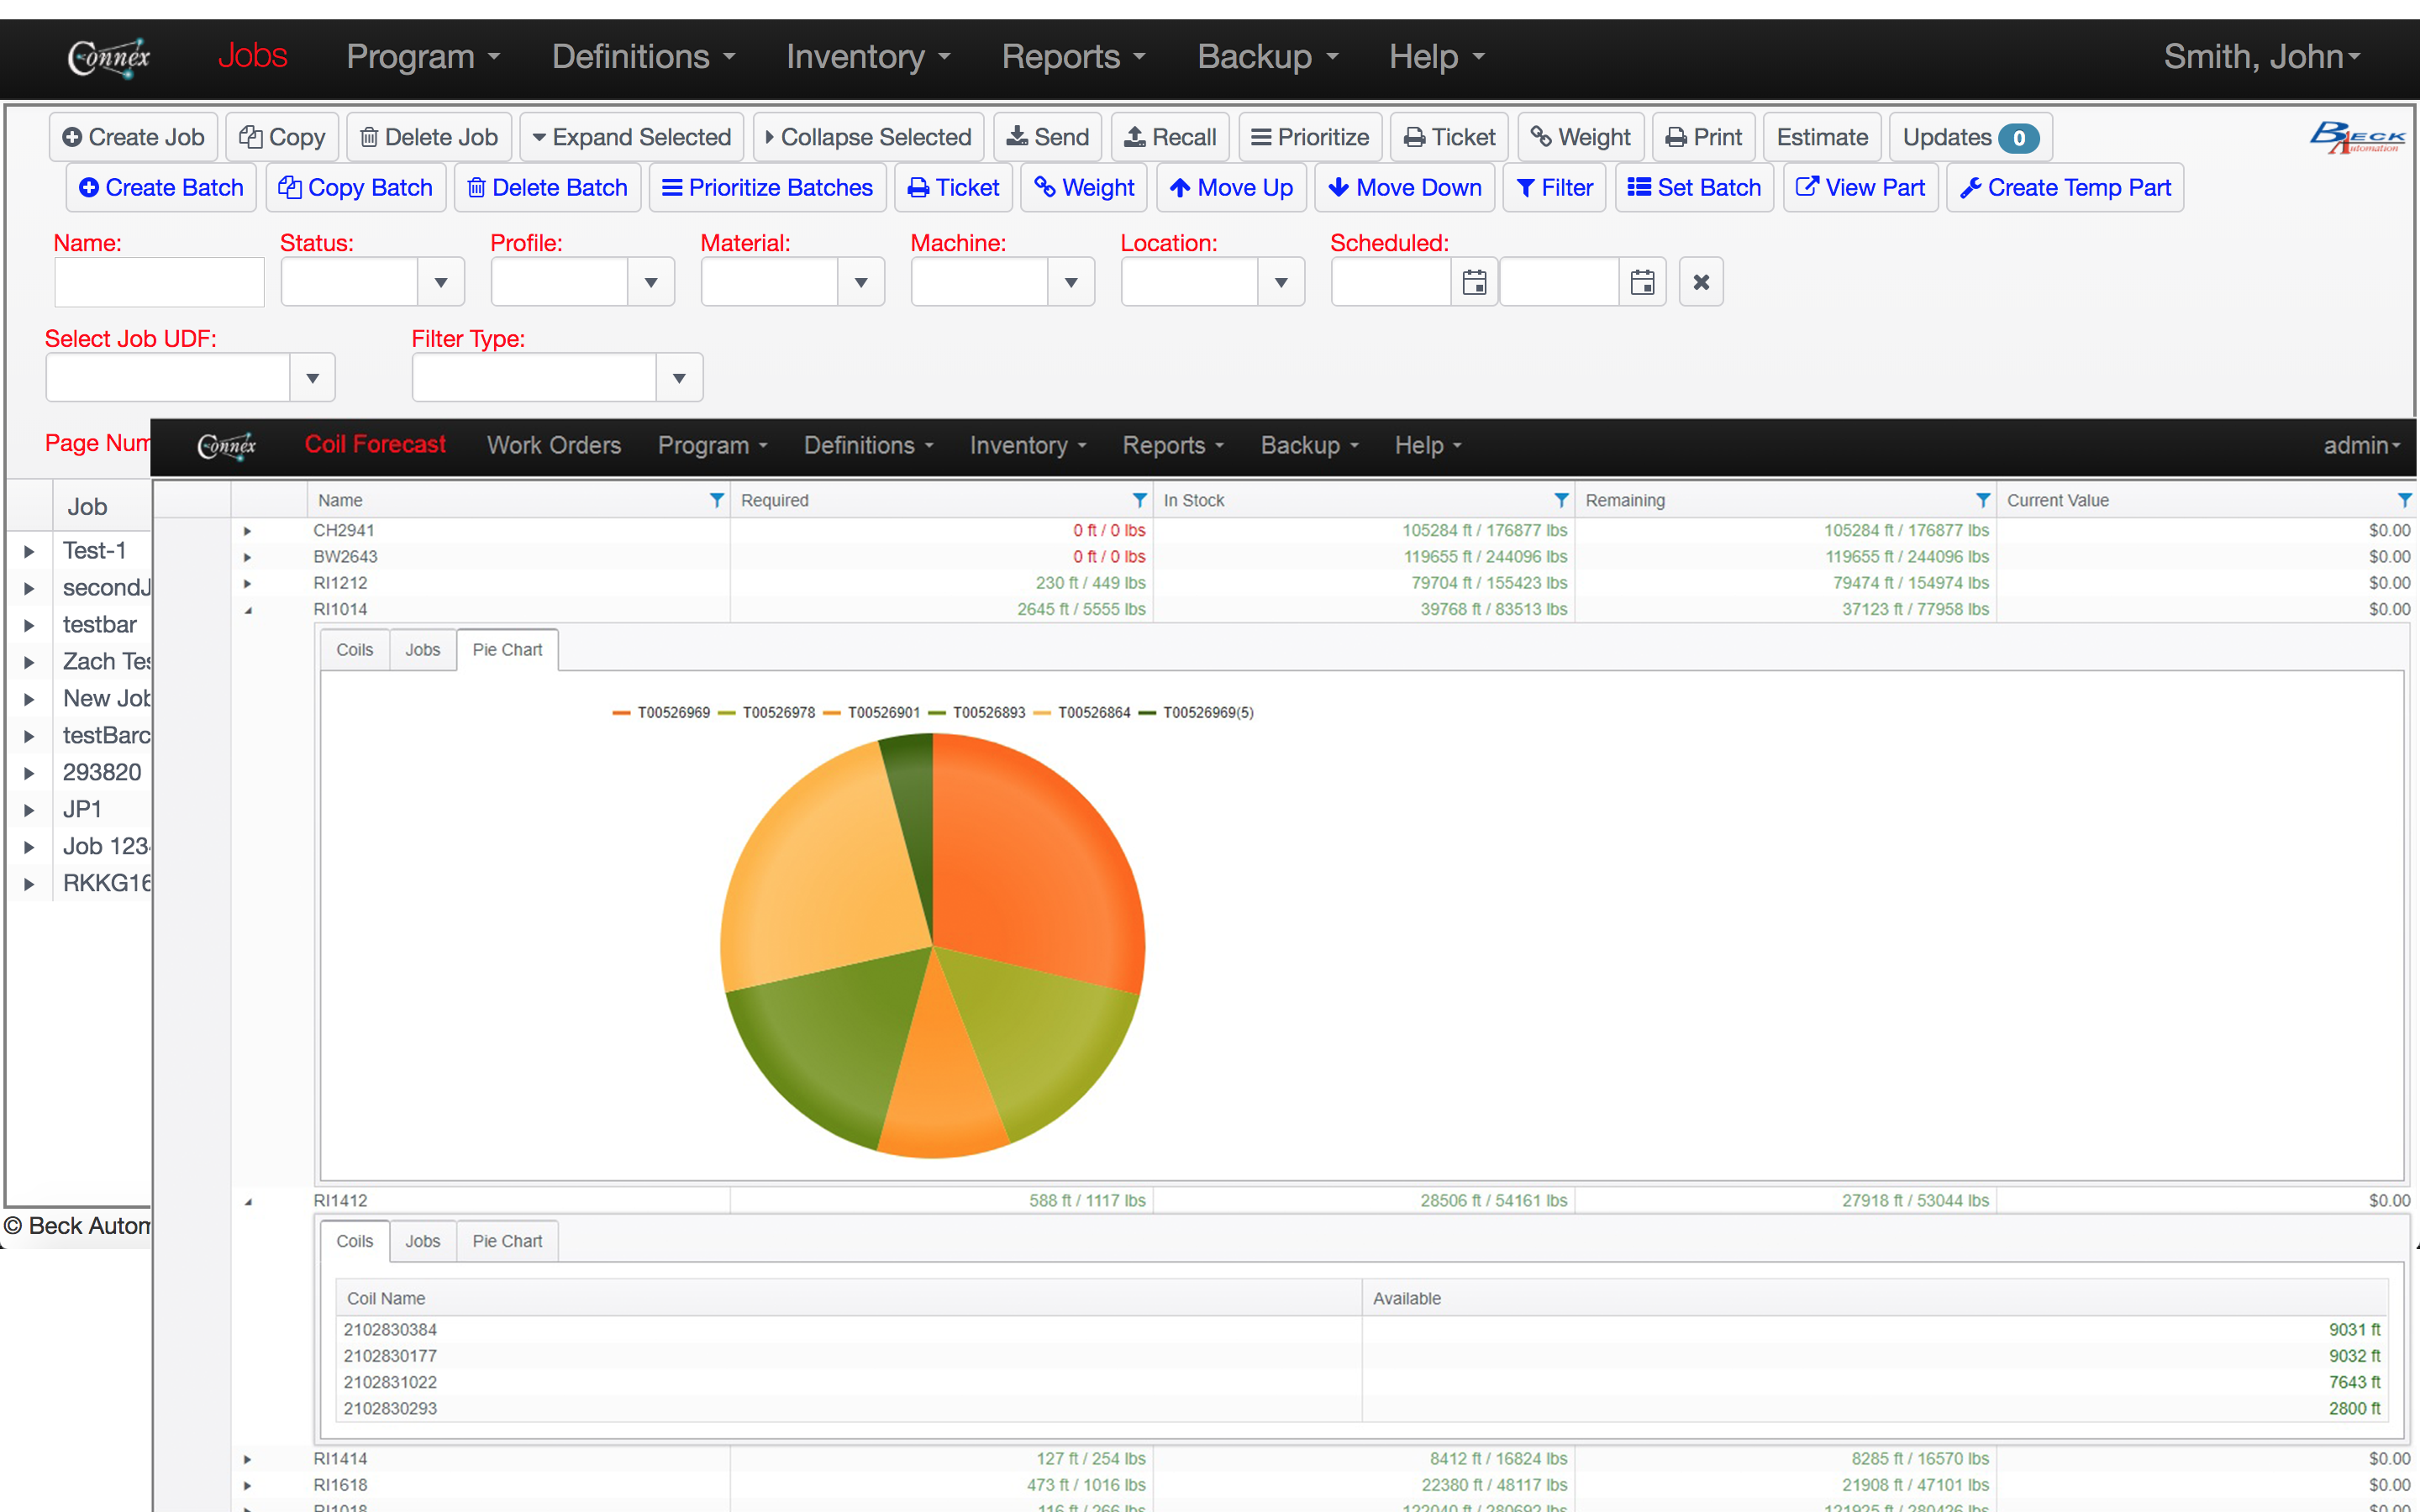 Connex Jobs Program Definitions Inventory Reports Backup Help Smith, John
Create Job Copy Delete Job Expand Selected Collapse Selected Send Recall Prioritize Ticket Weight Print Estimate Updates 0 BECK Automation
Create Batch Copy Batch Delete Batch Prioritize Batches Ticket Weight Move Up Move Down Filter Set Batch View Part Create Temp Part
Name: Status: Profile: Material: Machine: Location: Scheduled:
Select Job UDF: Filter Type:
Page Num
Connex Coil Forecast Work Orders Program Definitions Inventory Reports Backup Help admin
Job
Test-1
secondJ
testbar
Zach Tes
New Job
testBarc
293820
JP1
Job 123
RKKG16
© Beck Autom
Name Required In Stock Remaining Current Value
CH2941 0 ft / 0 lbs 105284 ft / 176877 lbs 105284 ft / 176877 lbs $0.00
BW2643 0 ft / 0 lbs 119655 ft / 244096 lbs 119655 ft / 244096 lbs $0.00
RI1212 230 ft / 449 lbs 79704 ft / 155423 lbs 79474 ft / 154974 lbs $0.00
RI1014 2645 ft / 5555 lbs 39768 ft / 83513 lbs 37123 ft / 77958 lbs $0.00
Coils Jobs Pie Chart
T00526969 T00526978 T00526901 T00526893 T00526864 T00526969(5)
RI1412 588 ft / 1117 lbs 28506 ft / 54161 lbs 27918 ft / 53044 lbs $0.00
Coils Jobs Pie Chart
Coil Name Available
2102830384 9031 ft
2102830177 9032 ft
2102831022 7643 ft
2102830293 2800 ft
RI1414 127 ft / 254 lbs 8412 ft / 16824 lbs 8285 ft / 16570 lbs $0.00
RI1618 473 ft / 1016 lbs 22380 ft / 48117 lbs 21908 ft / 47101 lbs $0.00
RI1018 116 ft / 266 lbs 122040 ft / 280692 lbs 121925 ft / 280426 lbs $0.00